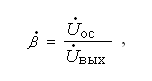 β̇ = U̇ос / U̇вых ,